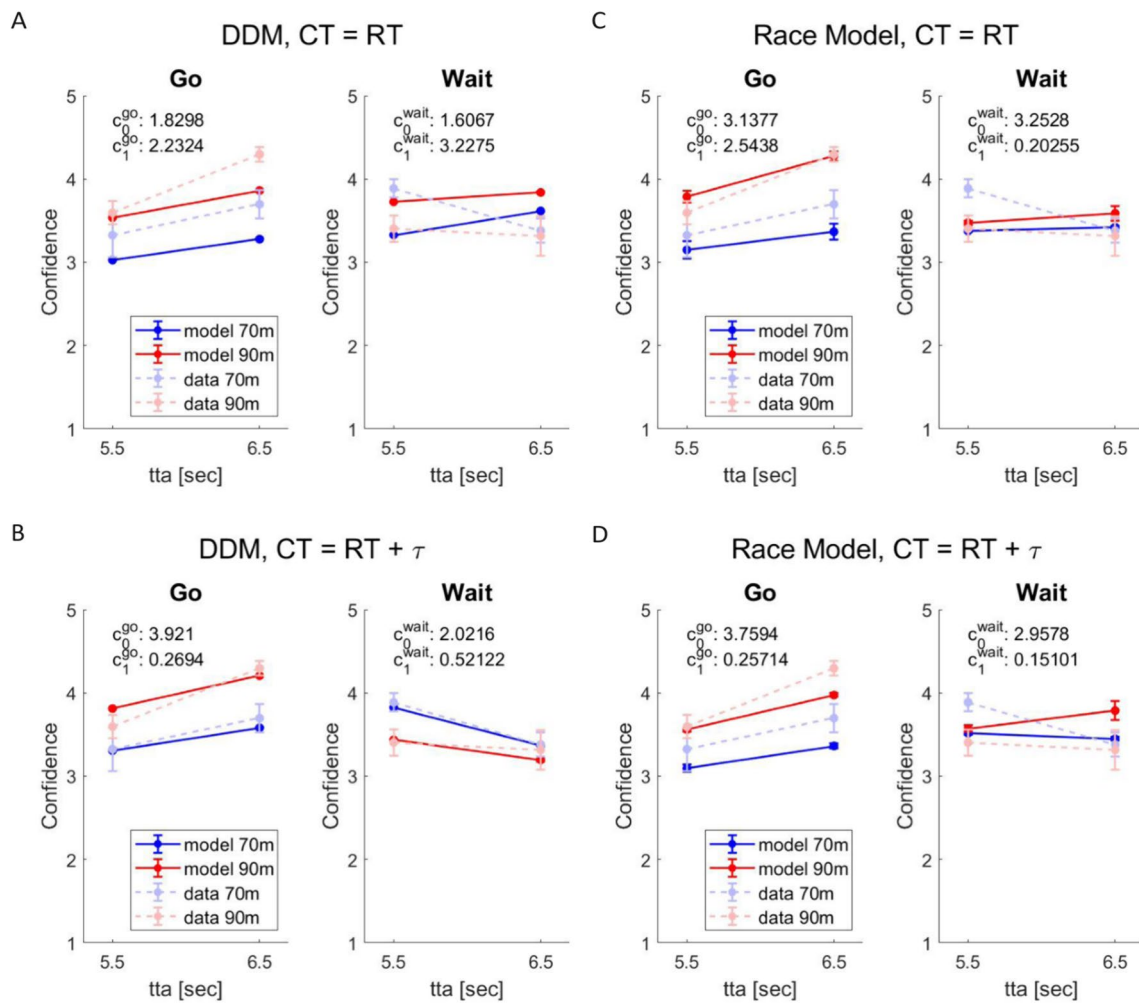 A
DDM, CT = RT
Go
Wait
c₀ᵍᵒ: 1.8298
c₁ᵍᵒ: 2.2324
c₀ʷᵃⁱᵗ: 1.6067
c₁ʷᵃⁱᵗ: 3.2275
5
4
3
2
1
Confidence
model 70m
model 90m
data 70m
data 90m
5.5
6.5
tta [sec]
5
4
3
2
1
Confidence
5.5
6.5
tta [sec]
C
Race Model, CT = RT
Go
Wait
c₀ᵍᵒ: 3.1377
c₁ᵍᵒ: 2.5438
c₀ʷᵃⁱᵗ: 3.2528
c₁ʷᵃⁱᵗ: 0.20255
5
4
3
2
1
Confidence
model 70m
model 90m
data 70m
data 90m
5.5
6.5
tta [sec]
5
4
3
2
1
Confidence
5.5
6.5
tta [sec]
B
DDM, CT = RT + τ
Go
Wait
c₀ᵍᵒ: 3.921
c₁ᵍᵒ: 0.2694
c₀ʷᵃⁱᵗ: 2.0216
c₁ʷᵃⁱᵗ: 0.52122
5
4
3
2
1
Confidence
model 70m
model 90m
data 70m
data 90m
5.5
6.5
tta [sec]
5
4
3
2
1
Confidence
5.5
6.5
tta [sec]
D
Race Model, CT = RT + τ
Go
Wait
c₀ᵍᵒ: 3.7594
c₁ᵍᵒ: 0.25714
c₀ʷᵃⁱᵗ: 2.9578
c₁ʷᵃⁱᵗ: 0.15101
5
4
3
2
1
Confidence
model 70m
model 90m
data 70m
data 90m
5.5
6.5
tta [sec]
5
4
3
2
1
Confidence
5.5
6.5
tta [sec]